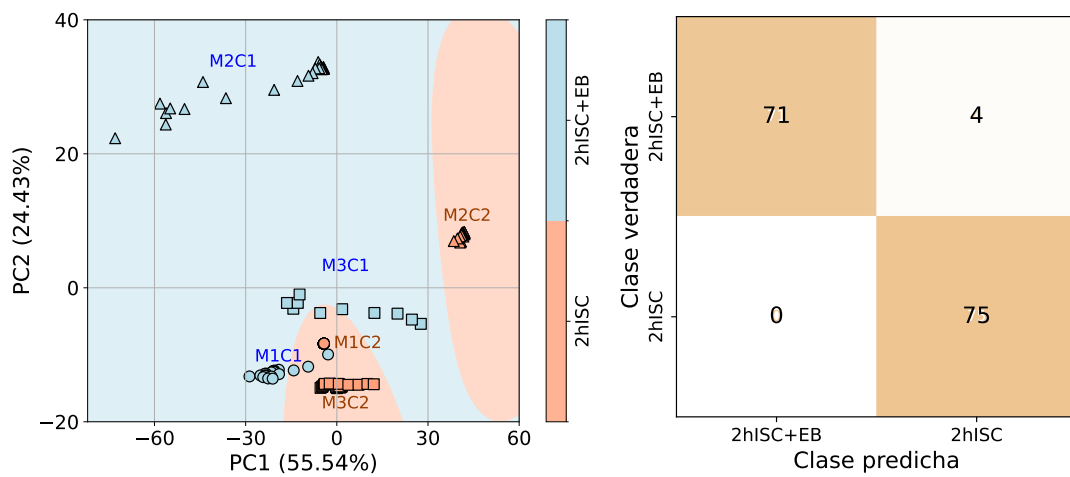 40
20
0
−20
PC2 (24.43%)
M2C1
M2C2
M3C1
M1C2
M1C1
M3C2
−60
−30
0
30
60
PC1 (55.54%)
2hISC+EB
2hISC
Clase verdadera
2hISC+EB
2hISC
71
4
0
75
2hISC+EB
2hISC
Clase predicha